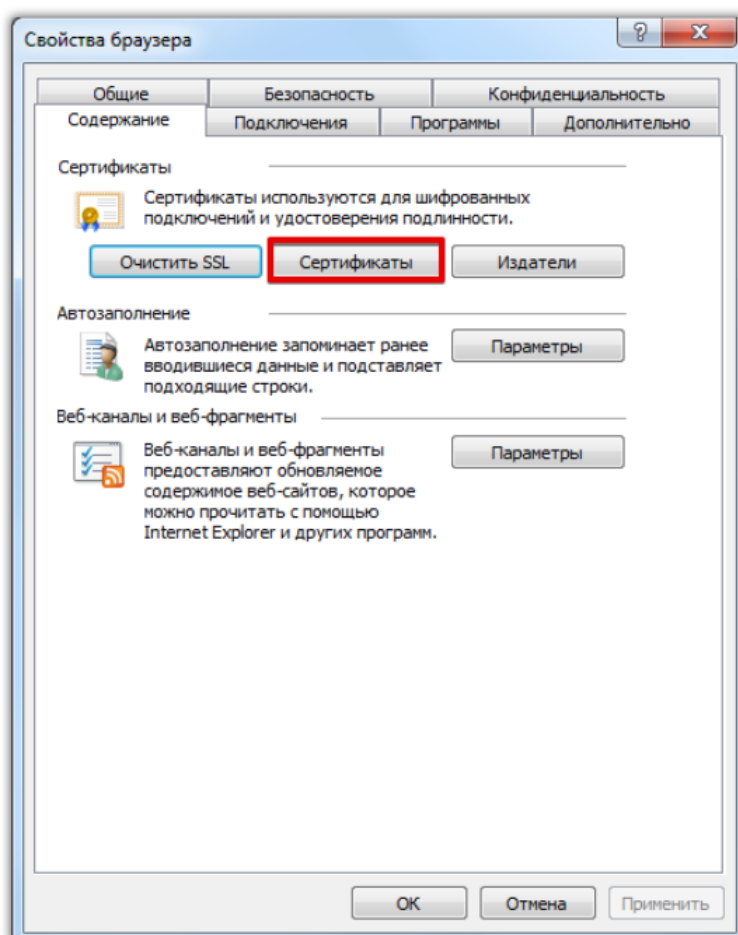 Свойства браузера
Общие
Безопасность
Конфиденциальность
Содержание
Подключения
Программы
Дополнительно
Сертификаты
Сертификаты используются для шифрованных
подключений и удостоверения подлинности.
Очистить SSL
Сертификаты
Издатели
Автозаполнение
Автозаполнение запоминает ранее
вводившиеся данные и подставляет
подходящие строки.
Параметры
Веб-каналы и веб-фрагменты
Веб-каналы и веб-фрагменты
предоставляют обновляемое
содержимое веб-сайтов, которое
можно прочитать с помощью
Internet Explorer и других программ.
Параметры
ОК
Отмена
Применить